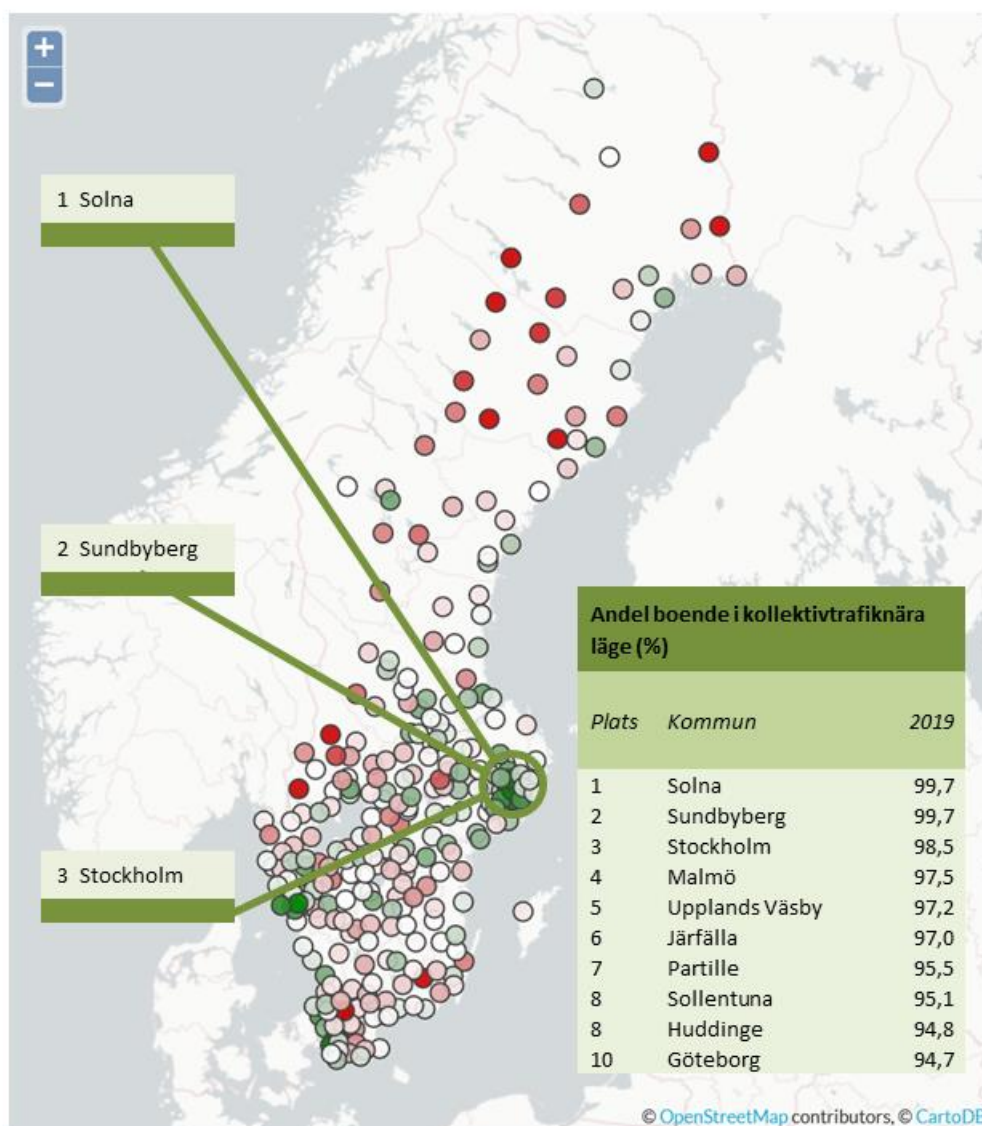 +
−
1 Solna
2 Sundbyberg
3 Stockholm
Andel boende i kollektivtrafiknära
läge (%)
Plats Kommun 2019
1 Solna 99,7
2 Sundbyberg 99,7
3 Stockholm 98,5
4 Malmö 97,5
5 Upplands Väsby 97,2
6 Järfälla 97,0
7 Partille 95,5
8 Sollentuna 95,1
8 Huddinge 94,8
10 Göteborg 94,7
© OpenStreetMap contributors, © CartoDB